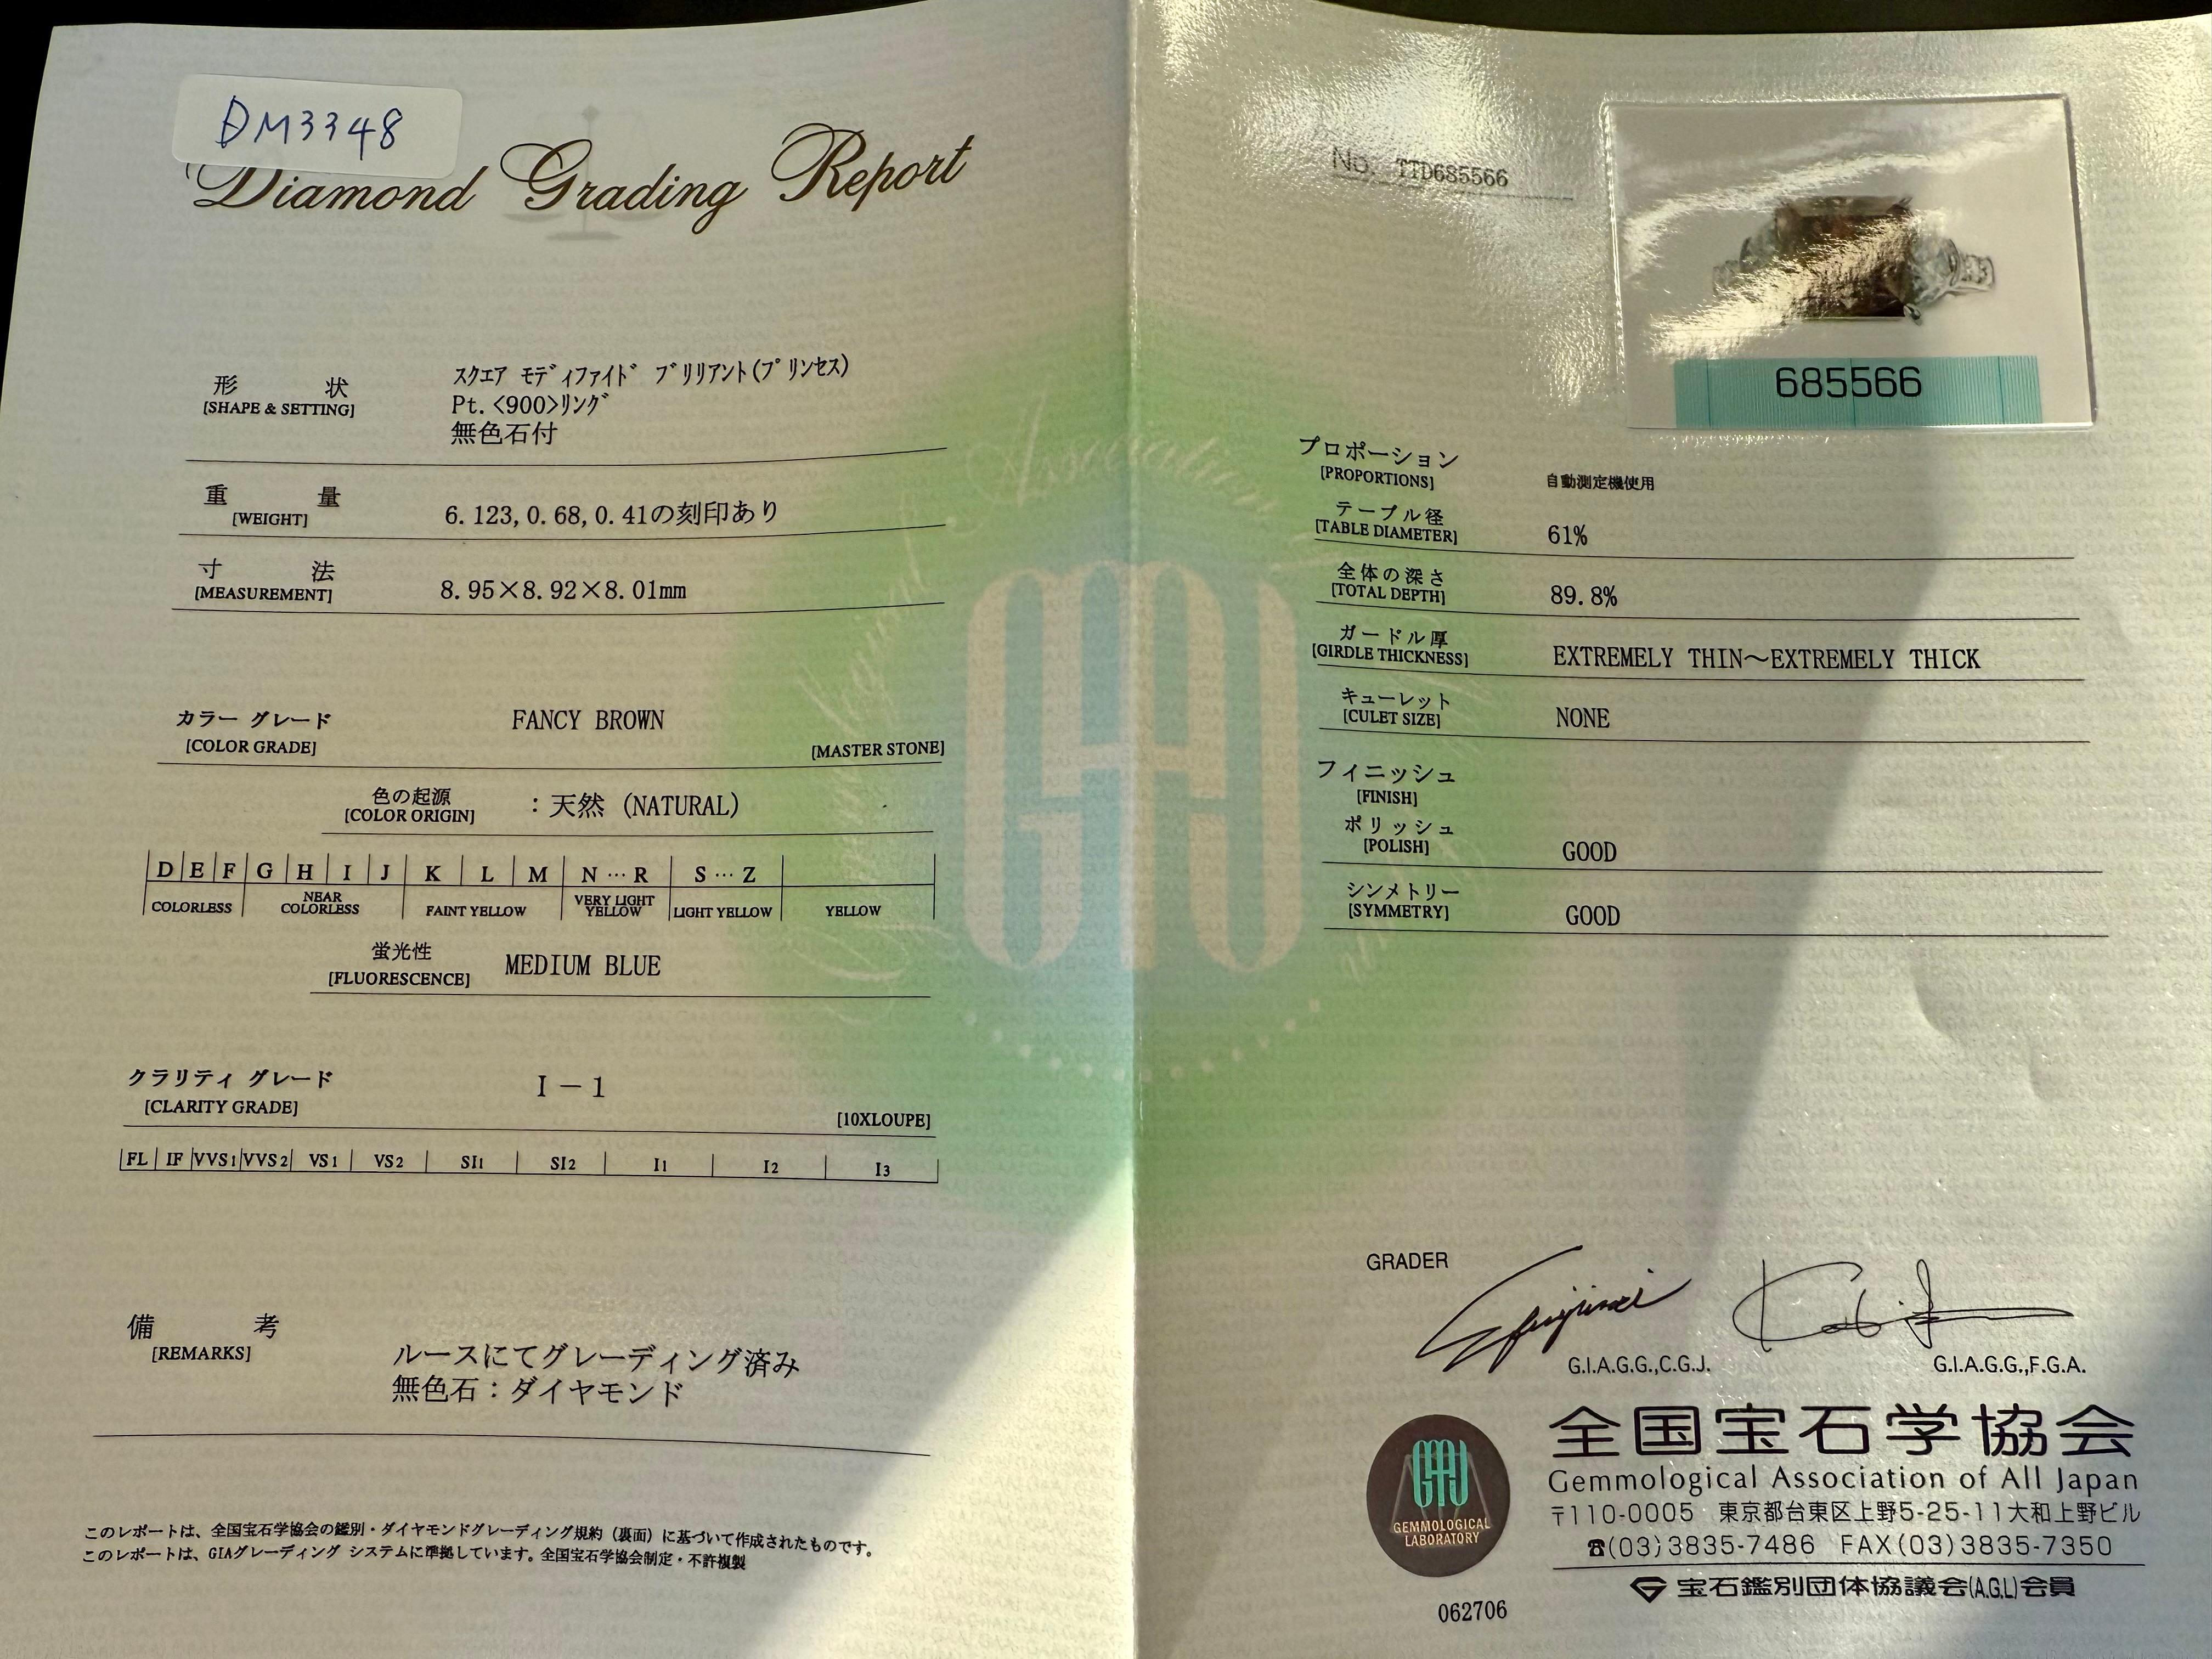 DM3348
Diamond Grading Report
形 状
[SHAPE & SETTING]
スクエア モディファイド ブリリアント(プリンセス)
Pt.<900>リング
無色石付
重 量
[WEIGHT]
6.123,0.68,0.41の刻印あり
寸 法
[MEASUREMENT]
8.95×8.92×8.01mm
カラー グレード
[COLOR GRADE]
FANCY BROWN
[MASTER STONE]
色の起源
[COLOR ORIGIN]
：天然 (NATURAL)
D E F G H I J K L M N … R S … Z
COLORLESS NEAR COLORLESS FAINT YELLOW VERY LIGHT YELLOW LIGHT YELLOW YELLOW
蛍光性
[FLUORESCENCE]
MEDIUM BLUE
クラリティ グレード
[CLARITY GRADE]
I－1
[10XLOUPE]
FL IF VVS1 VVS2 VS1 VS2 SI1 SI2 I1 I2 I3
備 考
[REMARKS]
ルースにてグレーディング済み
無色石：ダイヤモンド
このレポートは、全国宝石学協会の鑑別・ダイヤモンドグレーディング規約（裏面）に基づいて作成されたものです。
このレポートは、GIAグレーディング システムに準拠しています。全国宝石学協会制定・不許複製
No. TTD685566
685566
プロポーション
[PROPORTIONS]
自動測定機使用
テーブル径
[TABLE DIAMETER]
61%
全体の深さ
[TOTAL DEPTH]
89.8%
ガードル厚
[GIRDLE THICKNESS]
EXTREMELY THIN～EXTREMELY THICK
キューレット
[CULET SIZE]
NONE
フィニッシュ
[FINISH]
ポリッシュ
[POLISH]
GOOD
シンメトリー
[SYMMETRY]
GOOD
GRADER
G.I.A.G.G.,C.G.J.
G.I.A.G.G.,F.G.A.
GAAJ
GEMMOLOGICAL
LABORATORY
062706
全国宝石学協会
Gemmological Association of All Japan
〒110-0005 東京都台東区上野5-25-11大和上野ビル
☎(03)3835-7486 FAX(03)3835-7350
宝石鑑別団体協議会(A.G.L)会員